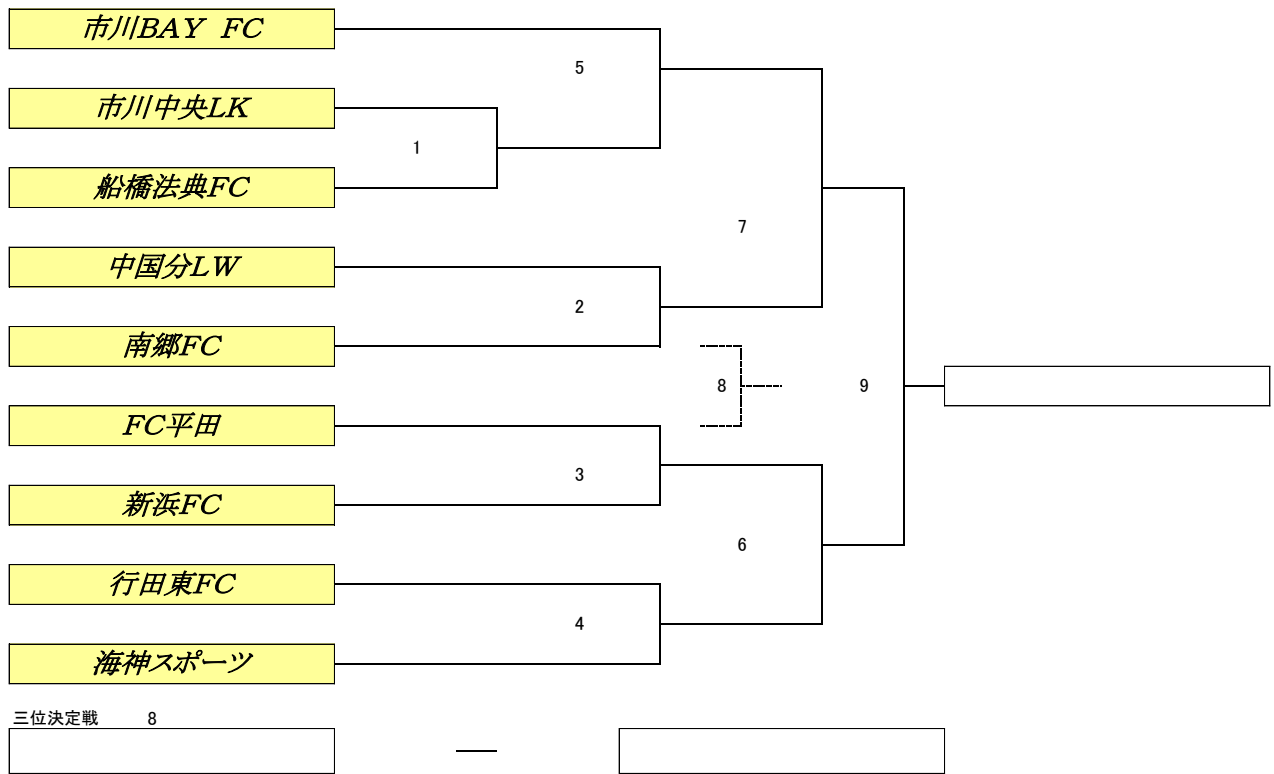 市川BAY　FC
5
市川中央LK
1
船橋法典FC
7
中国分LW
2
南郷FC
8
9
FC平田
3
新浜FC
6
行田東FC
4
海神スポーツ
三位決定戦 8